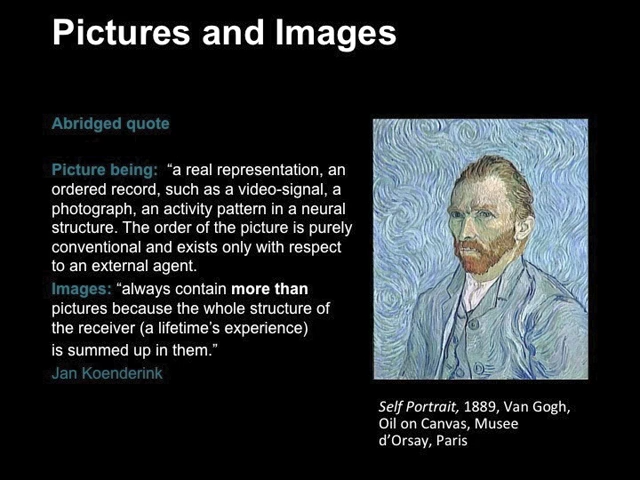 Pictures and Images
Abridged quote
Picture being: “a real representation, an
ordered record, such as a video-signal, a
photograph, an activity pattern in a neural
structure. The order of the picture is purely
conventional and exists only with respect
to an external agent.
Images: “always contain more than
pictures because the whole structure of
the receiver (a lifetime’s experience)
is summed up in them.”
Jan Koenderink
Self Portrait, 1889, Van Gogh,
Oil on Canvas, Musee
d’Orsay, Paris